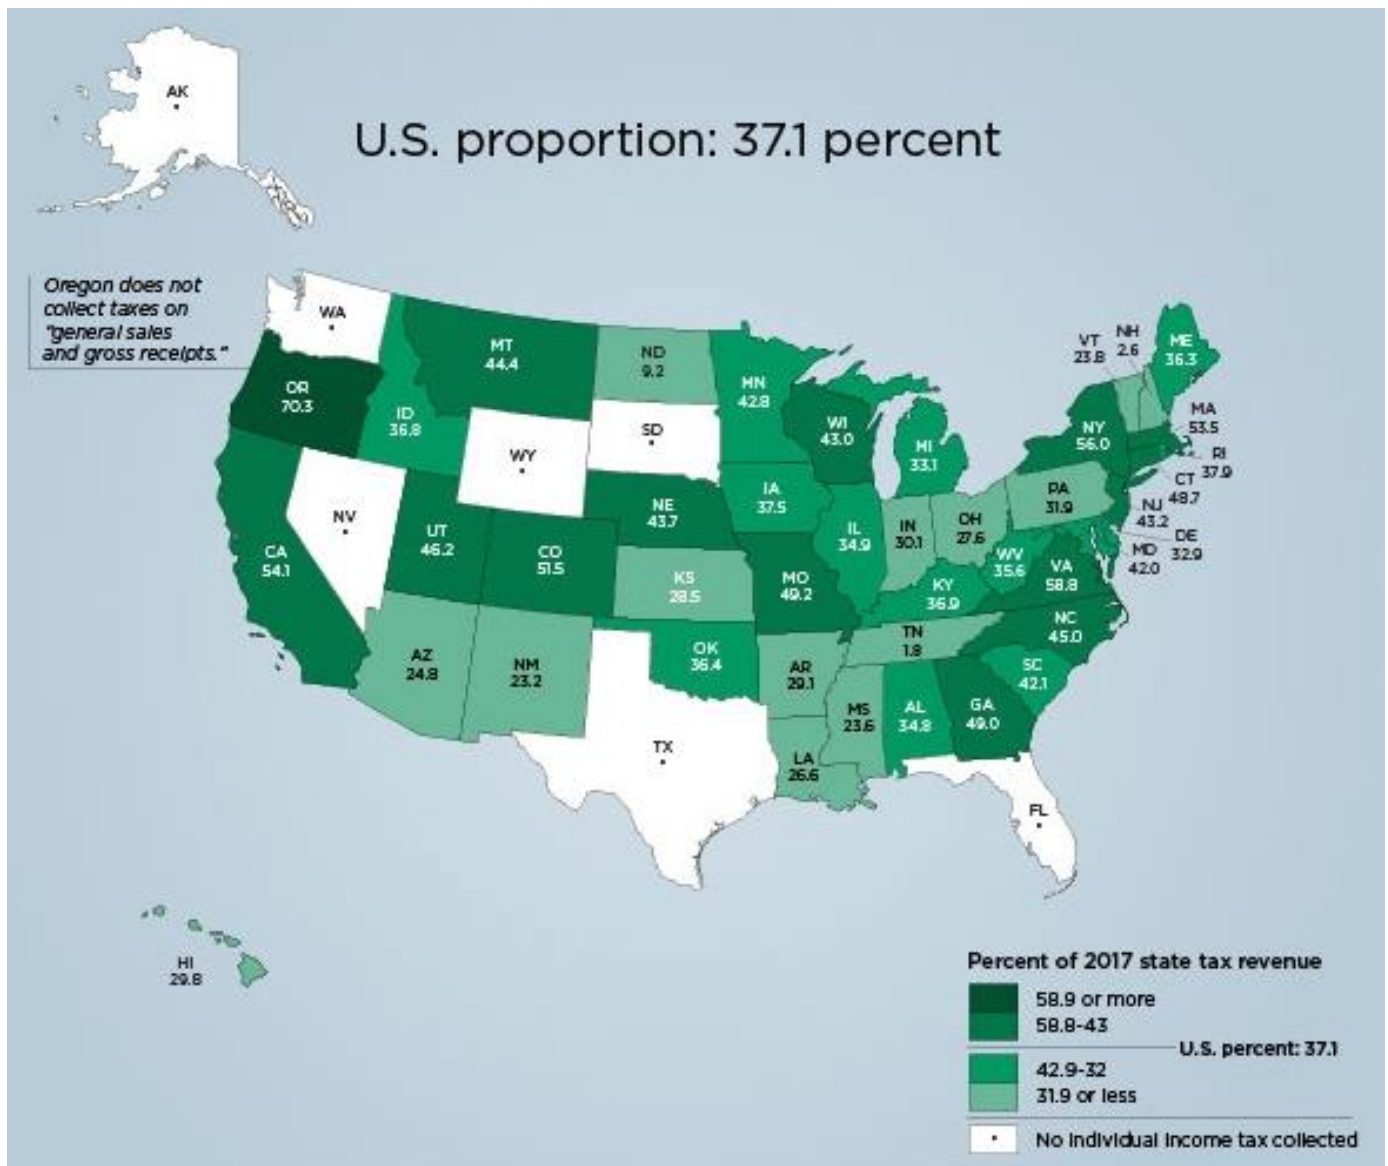 AK
U.S. proportion: 37.1 percent
Oregon does not
collect taxes on
"general sales
and gross receipts."
WA
MT
44.4
ND
9.2
MN
42.8
VT
23.8
NH
2.6
ME
36.3
OR
70.3
ID
36.8
WY
SD
WI
43.0
MI
33.1
NY
56.0
MA
53.5
RI
37.9
CT
48.7
NJ
43.2
DE
32.9
MD
42.0
NV
UT
46.2
CO
51.5
NE
43.7
IA
37.5
IL
34.9
IN
30.1
OH
27.6
PA
31.9
WV
35.6
VA
58.8
CA
54.1
KS
28.5
MO
49.2
KY
36.9
NC
45.0
TN
1.8
SC
42.1
AZ
24.8
NM
23.2
OK
36.4
AR
29.1
MS
23.6
AL
34.8
GA
49.0
TX
LA
26.6
FL
HI
29.8
Percent of 2017 state tax revenue
58.9 or more
58.8-43
U.S. percent: 37.1
42.9-32
31.9 or less
No individual income tax collected